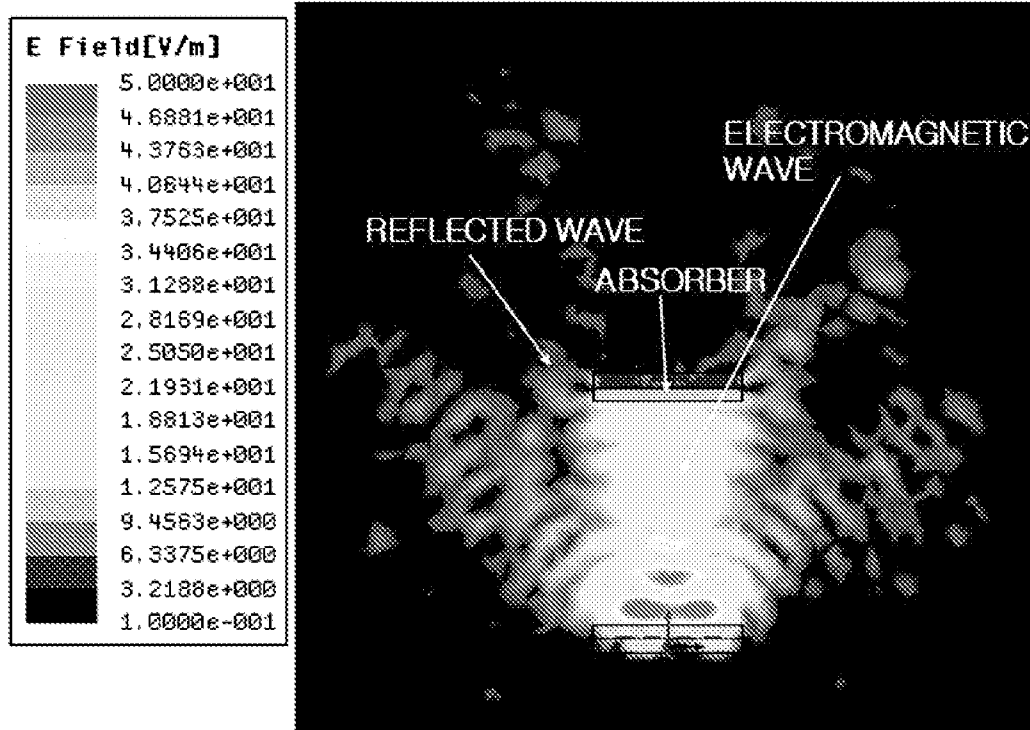 E Field[V/m]
5.0000e+001
4.6881e+001
4.3763e+001
4.0644e+001
3.7525e+001
3.4406e+001
3.1288e+001
2.8169e+001
2.5050e+001
2.1931e+001
1.8813e+001
1.5694e+001
1.2575e+001
9.4563e+000
6.3375e+000
3.2188e+000
1.0000e-001
ELECTROMAGNETIC
WAVE
REFLECTED WAVE
ABSORBER